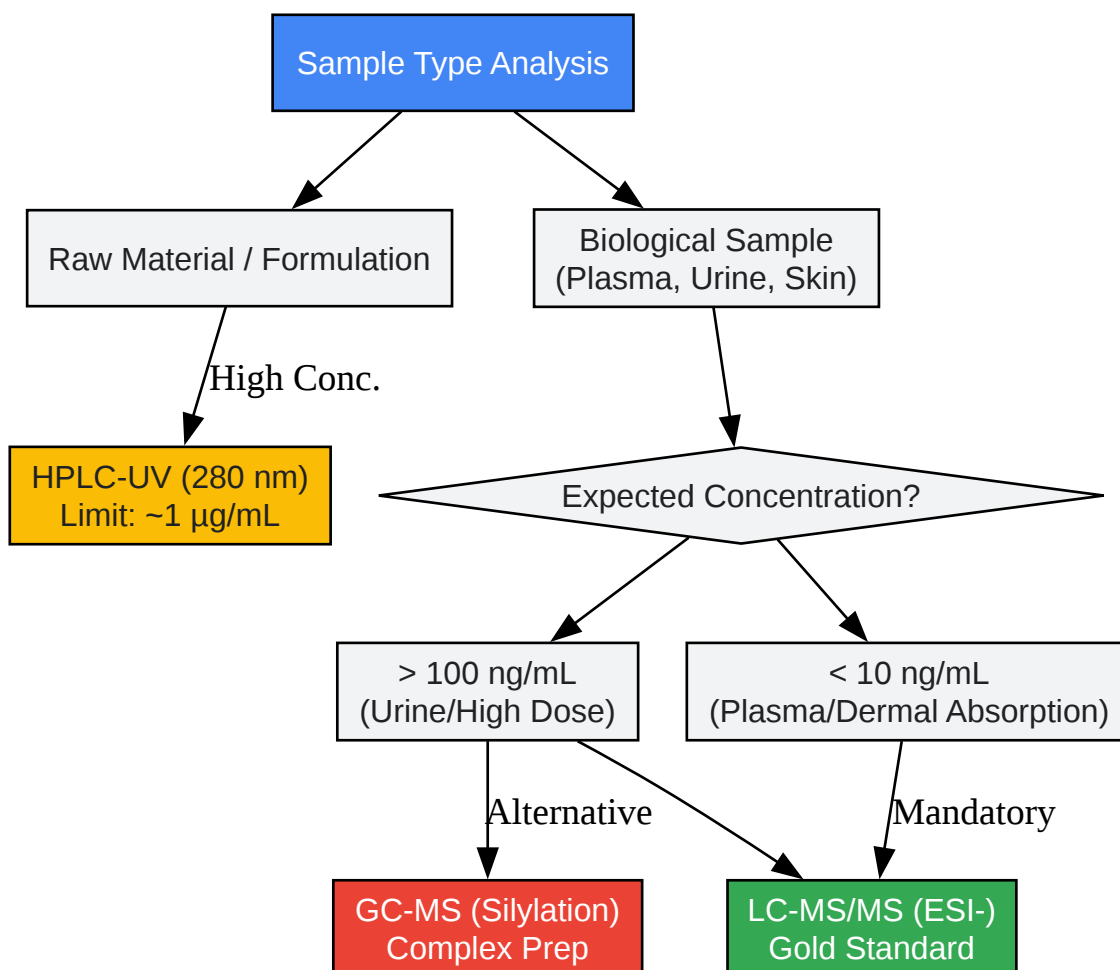 Sample Type Analysis
Raw Material / Formulation
Biological Sample
(Plasma, Urine, Skin)
High Conc.
HPLC-UV (280 nm)
Limit: ~1 µg/mL
Expected Concentration?
> 100 ng/mL
(Urine/High Dose)
< 10 ng/mL
(Plasma/Dermal Absorption)
Alternative
Mandatory
GC-MS (Silylation)
Complex Prep
LC-MS/MS (ESI-)
Gold Standard